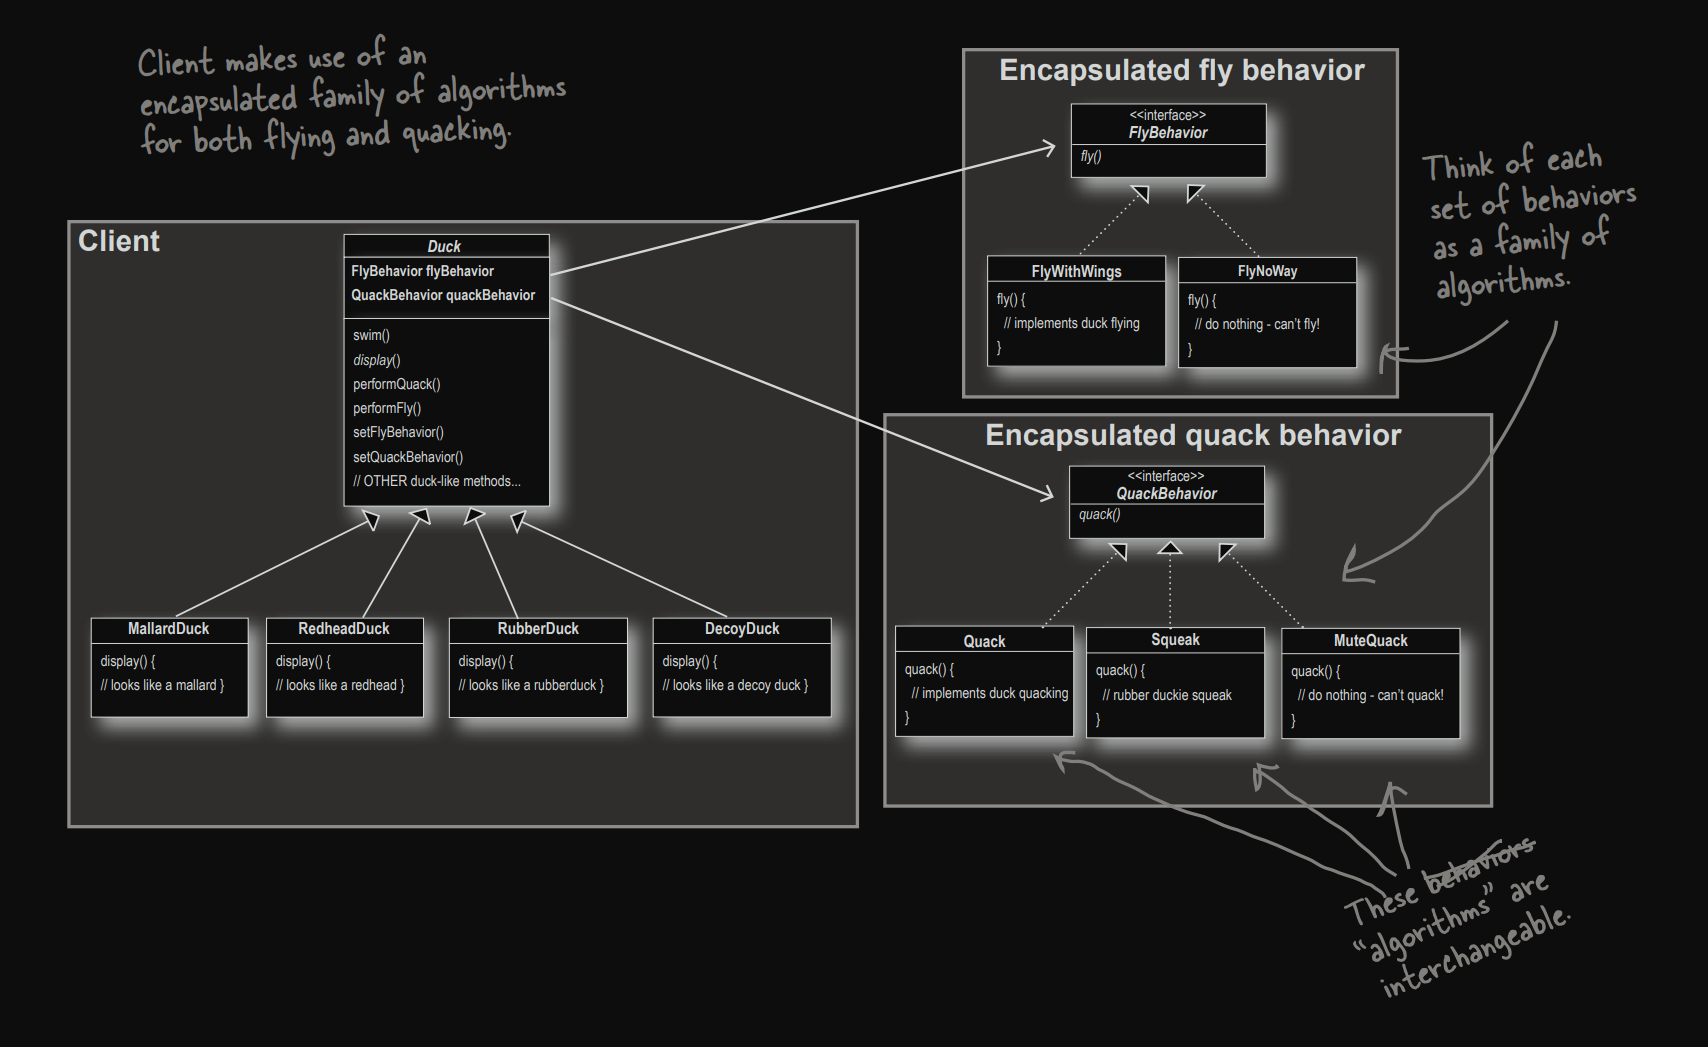 Client makes use of an
encapsulated family of algorithms
for both flying and quacking.
Client
Duck
FlyBehavior flyBehavior
QuackBehavior quackBehavior
swim()
display()
performQuack()
performFly()
setFlyBehavior()
setQuackBehavior()
// OTHER duck-like methods...
MallardDuck
display() {
// looks like a mallard }
RedheadDuck
display() {
// looks like a redhead }
RubberDuck
display() {
// looks like a rubberduck }
DecoyDuck
display() {
// looks like a decoy duck }
Encapsulated fly behavior
<<interface>>
FlyBehavior
fly()
FlyWithWings
fly() {
// implements duck flying
}
FlyNoWay
fly() {
// do nothing - can't fly!
}
Think of each
set of behaviors
as a family of
algorithms.
Encapsulated quack behavior
<<interface>>
QuackBehavior
quack()
Quack
quack() {
// implements duck quacking
}
Squeak
quack() {
// rubber duckie squeak
}
MuteQuack
quack() {
// do nothing - can't quack!
}
These behaviors
“algorithms” are
interchangeable.